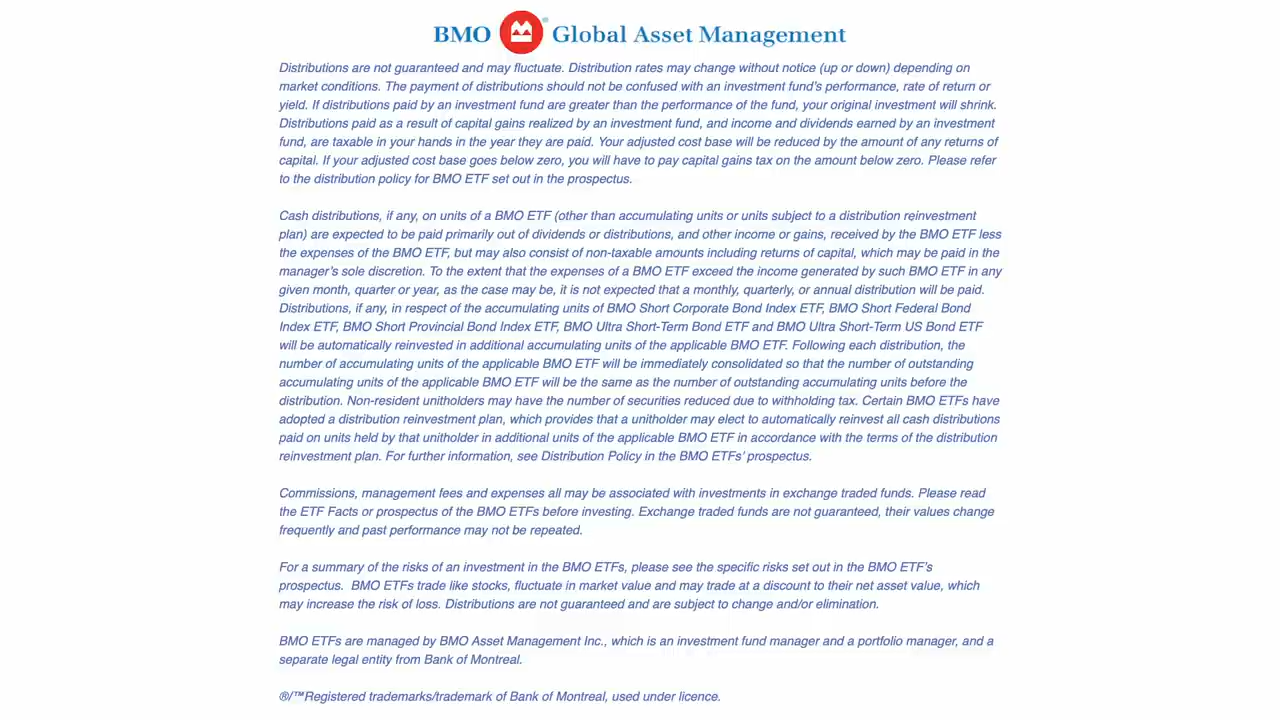 BMO ® Global Asset Management
Distributions are not guaranteed and may fluctuate. Distribution rates may change without notice (up or down) depending on
market conditions. The payment of distributions should not be confused with an investment fund's performance, rate of return or
yield. If distributions paid by an investment fund are greater than the performance of the fund, your original investment will shrink.
Distributions paid as a result of capital gains realized by an investment fund, and income and dividends earned by an investment
fund, are taxable in your hands in the year they are paid. Your adjusted cost base will be reduced by the amount of any returns of
capital. If your adjusted cost base goes below zero, you will have to pay capital gains tax on the amount below zero. Please refer
to the distribution policy for BMO ETF set out in the prospectus.
Cash distributions, if any, on units of a BMO ETF (other than accumulating units or units subject to a distribution reinvestment
plan) are expected to be paid primarily out of dividends or distributions, and other income or gains, received by the BMO ETF less
the expenses of the BMO ETF, but may also consist of non-taxable amounts including returns of capital, which may be paid in the
manager's sole discretion. To the extent that the expenses of a BMO ETF exceed the income generated by such BMO ETF in any
given month, quarter or year, as the case may be, it is not expected that a monthly, quarterly, or annual distribution will be paid.
Distributions, if any, in respect of the accumulating units of BMO Short Corporate Bond Index ETF, BMO Short Federal Bond
Index ETF, BMO Short Provincial Bond Index ETF, BMO Ultra Short-Term Bond ETF and BMO Ultra Short-Term US Bond ETF
will be automatically reinvested in additional accumulating units of the applicable BMO ETF. Following each distribution, the
number of accumulating units of the applicable BMO ETF will be immediately consolidated so that the number of outstanding
accumulating units of the applicable BMO ETF will be the same as the number of outstanding accumulating units before the
distribution. Non-resident unitholders may have the number of securities reduced due to withholding tax. Certain BMO ETFs have
adopted a distribution reinvestment plan, which provides that a unitholder may elect to automatically reinvest all cash distributions
paid on units held by that unitholder in additional units of the applicable BMO ETF in accordance with the terms of the distribution
reinvestment plan. For further information, see Distribution Policy in the BMO ETFs' prospectus.
Commissions, management fees and expenses all may be associated with investments in exchange traded funds. Please read
the ETF Facts or prospectus of the BMO ETFs before investing. Exchange traded funds are not guaranteed, their values change
frequently and past performance may not be repeated.
For a summary of the risks of an investment in the BMO ETFs, please see the specific risks set out in the BMO ETF's
prospectus. BMO ETFs trade like stocks, fluctuate in market value and may trade at a discount to their net asset value, which
may increase the risk of loss. Distributions are not guaranteed and are subject to change and/or elimination.
BMO ETFs are managed by BMO Asset Management Inc., which is an investment fund manager and a portfolio manager, and a
separate legal entity from Bank of Montreal.
®/™Registered trademarks/trademark of Bank of Montreal, used under licence.